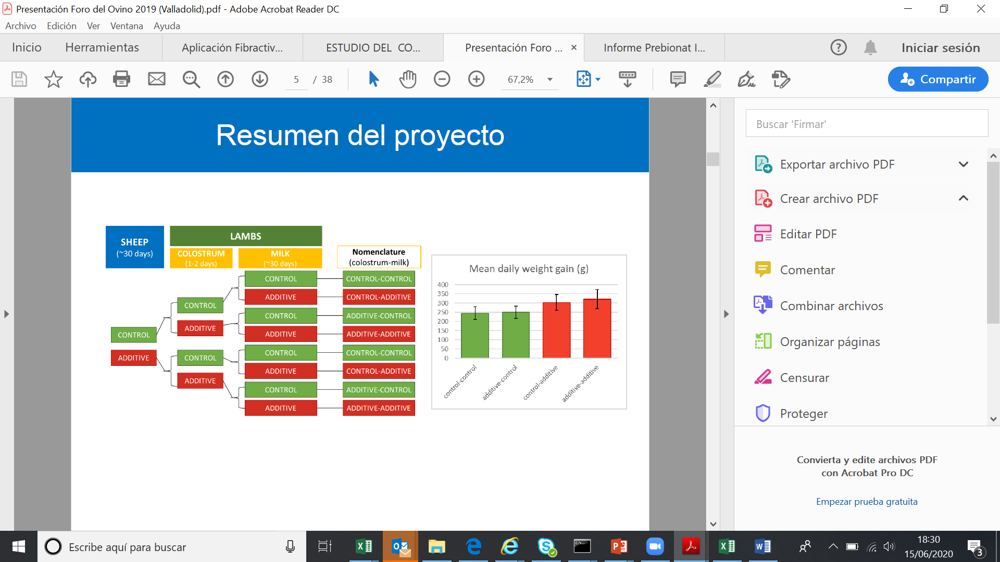 Presentación Foro del Ovino 2019 (Valladolid).pdf - Adobe Acrobat Reader DC
Archivo Edición Ver Ventana Ayuda
Inicio Herramientas Aplicación Fibractiv... ESTUDIO DEL CO... Presentación Foro ... × Informe Prebionat I... Iniciar sesión
5 / 38 67,2% Compartir
Resumen del proyecto
SHEEP
(~30 days)
LAMBS
COLOSTRUM
(1-2 days)
MILK
(~30 days)
Nomenclature
(colostrum-milk)
CONTROL
ADDITIVE
CONTROL
ADDITIVE
CONTROL
ADDITIVE
CONTROL CONTROL-CONTROL
ADDITIVE CONTROL-ADDITIVE
CONTROL ADDITIVE-CONTROL
ADDITIVE ADDITIVE-ADDITIVE
CONTROL CONTROL-CONTROL
ADDITIVE CONTROL-ADDITIVE
CONTROL ADDITIVE-CONTROL
ADDITIVE ADDITIVE-ADDITIVE
Mean daily weight gain (g)
400
350
300
250
200
150
100
50
0
control-control
additive-control
control-additive
additive-additive
Buscar 'Firmar'
Exportar archivo PDF
Crear archivo PDF
Editar PDF
Comentar
Combinar archivos
Organizar páginas
Censurar
Proteger
Convierta y edite archivos PDF
con Acrobat Pro DC
Empezar prueba gratuita
Escribe aquí para buscar
18:30
15/06/2020
3